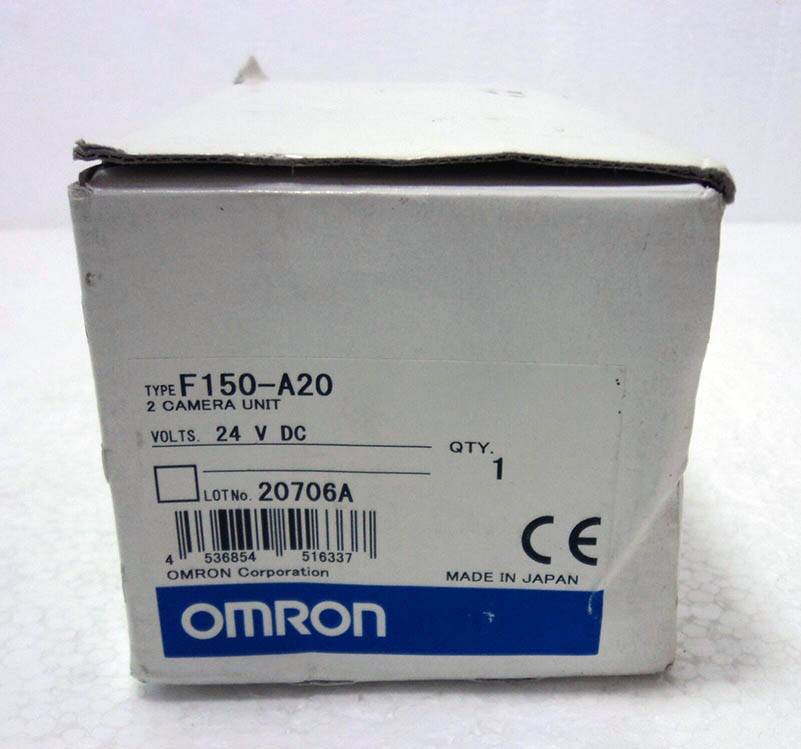 TYPE F150-A20
2 CAMERA UNIT
VOLTS. 24 V DC
QTY. 1
LOT No. 20706A
4 536854 516337
OMRON Corporation
CE
MADE IN JAPAN
OMRON